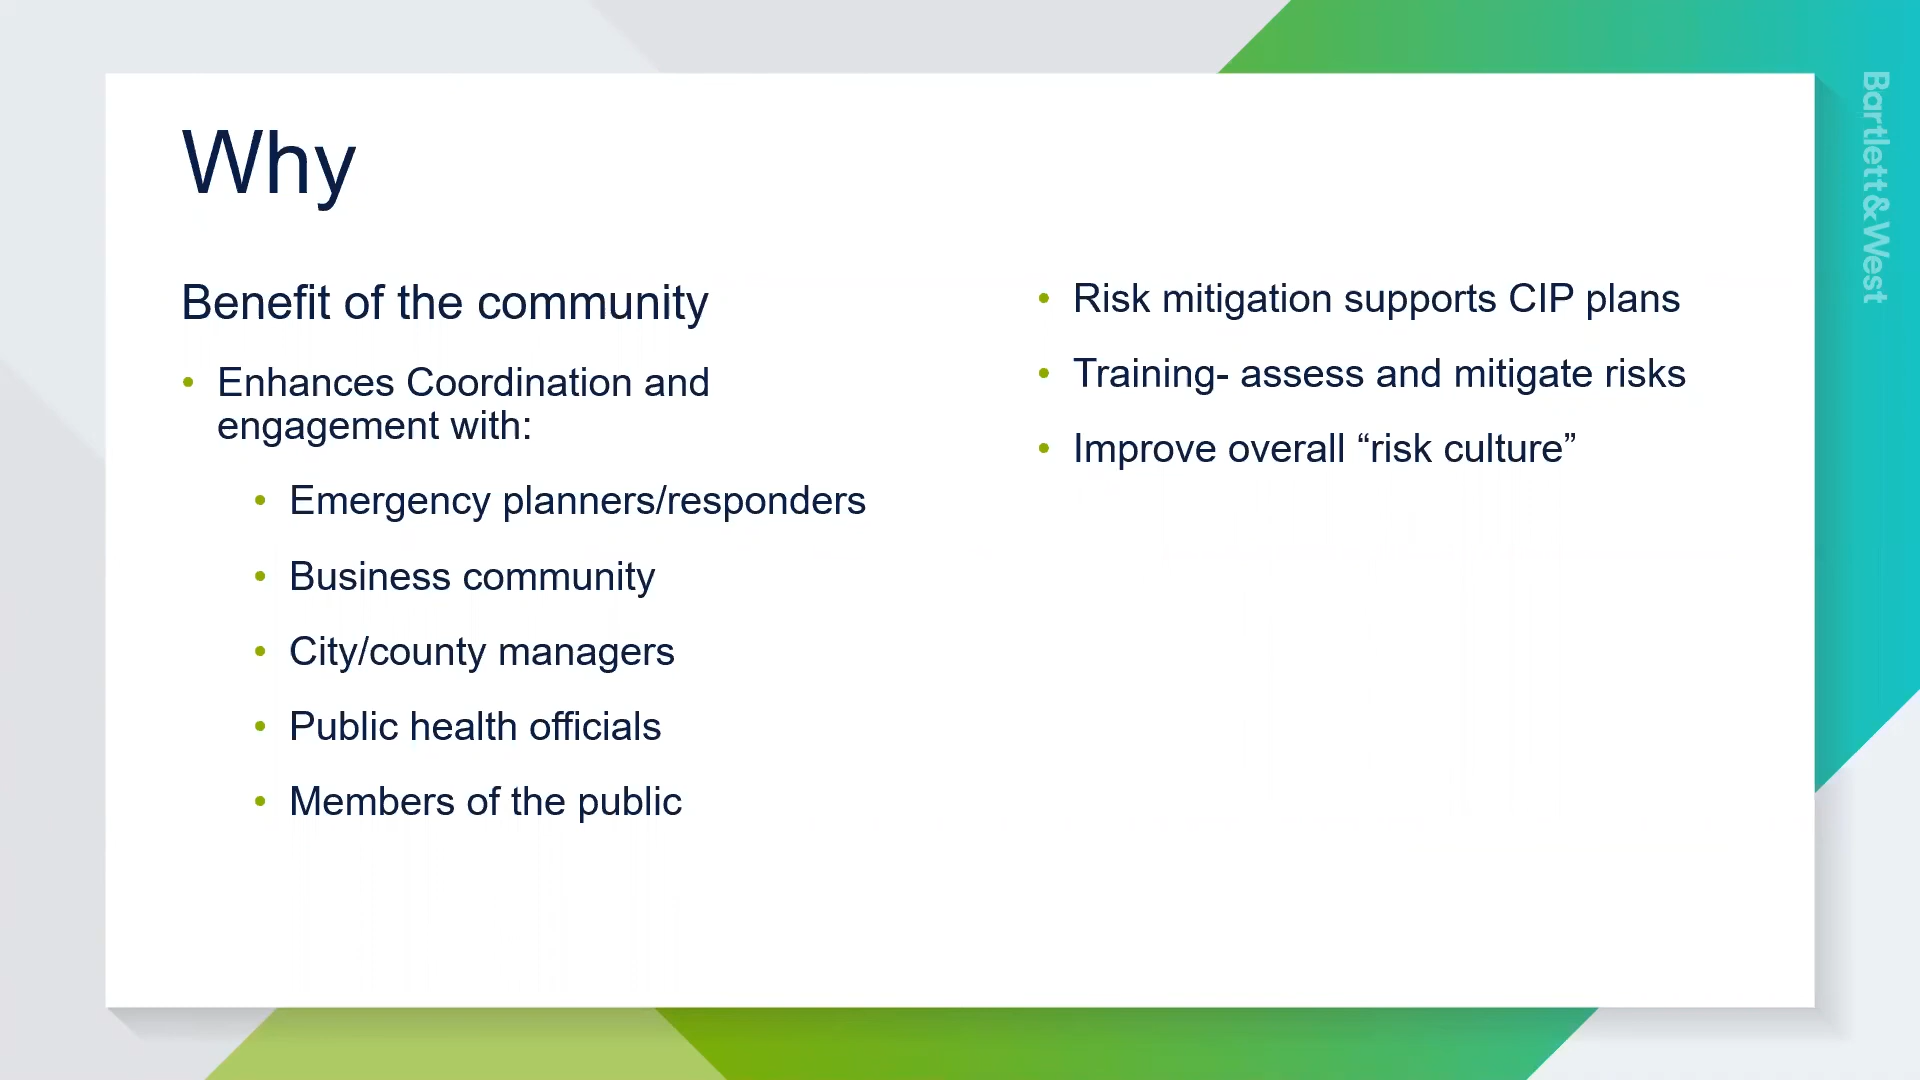 Why
Benefit of the community
• Enhances Coordination and
engagement with:
• Emergency planners/responders
• Business community
• City/county managers
• Public health officials
• Members of the public
• Risk mitigation supports CIP plans
• Training- assess and mitigate risks
• Improve overall “risk culture”
Bartlett&West